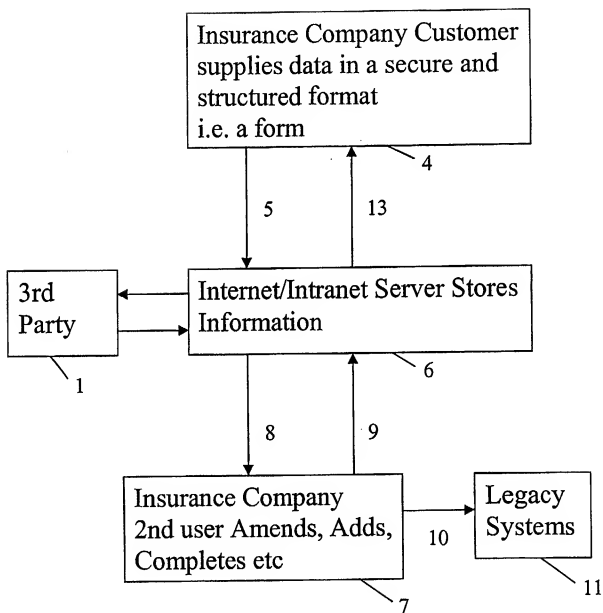 Insurance Company Customer
supplies data in a secure and
structured format
i.e. a form
4
5
13
3rd
Party
1
Internet/Intranet Server Stores
Information
6
8
9
Insurance Company
2nd user Amends, Adds,
Completes etc
7
10
Legacy
Systems
11